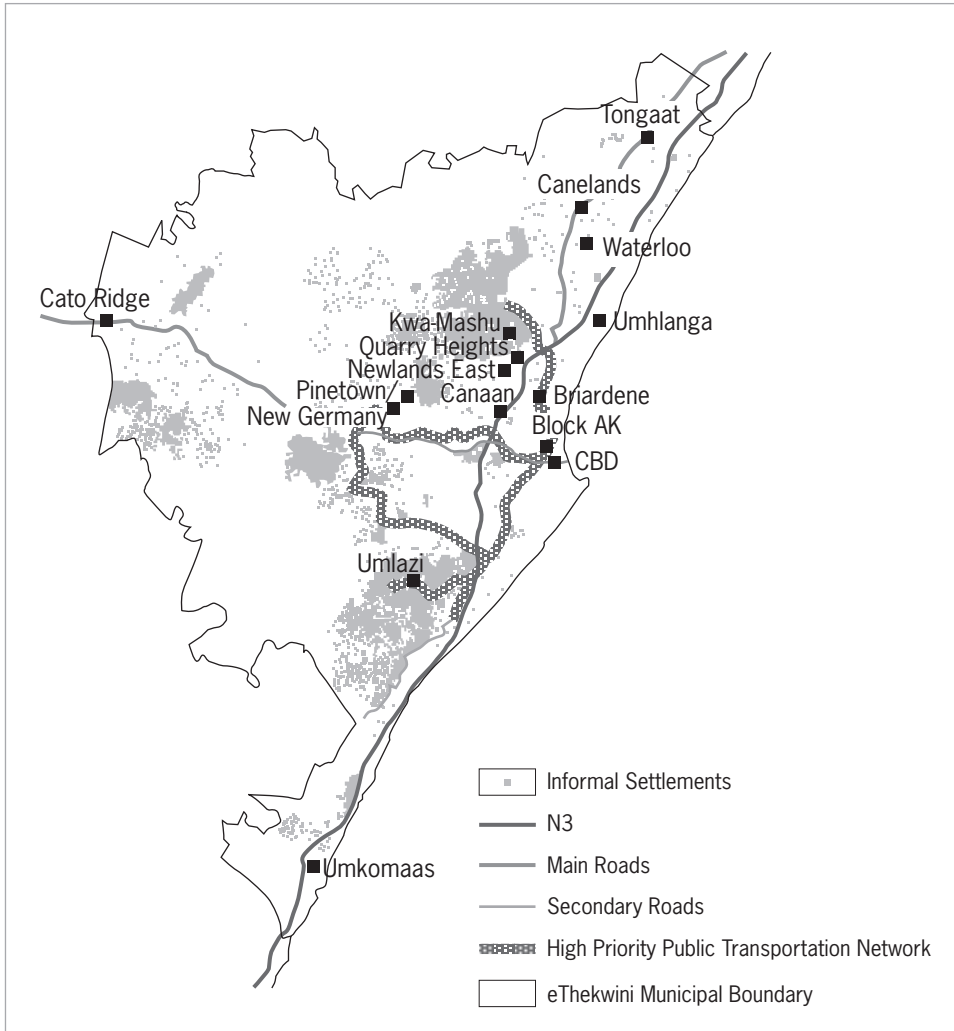 Tongaat
Canelands
Waterloo
Cato Ridge
Umhlanga
Kwa-Mashu
Quarry Heights
Newlands East
Pinetown/
New Germany
Canaan
Briardene
Block AK
CBD
Umlazi
Umkomaas
Informal Settlements
N3
Main Roads
Secondary Roads
High Priority Public Transportation Network
eThekwini Municipal Boundary